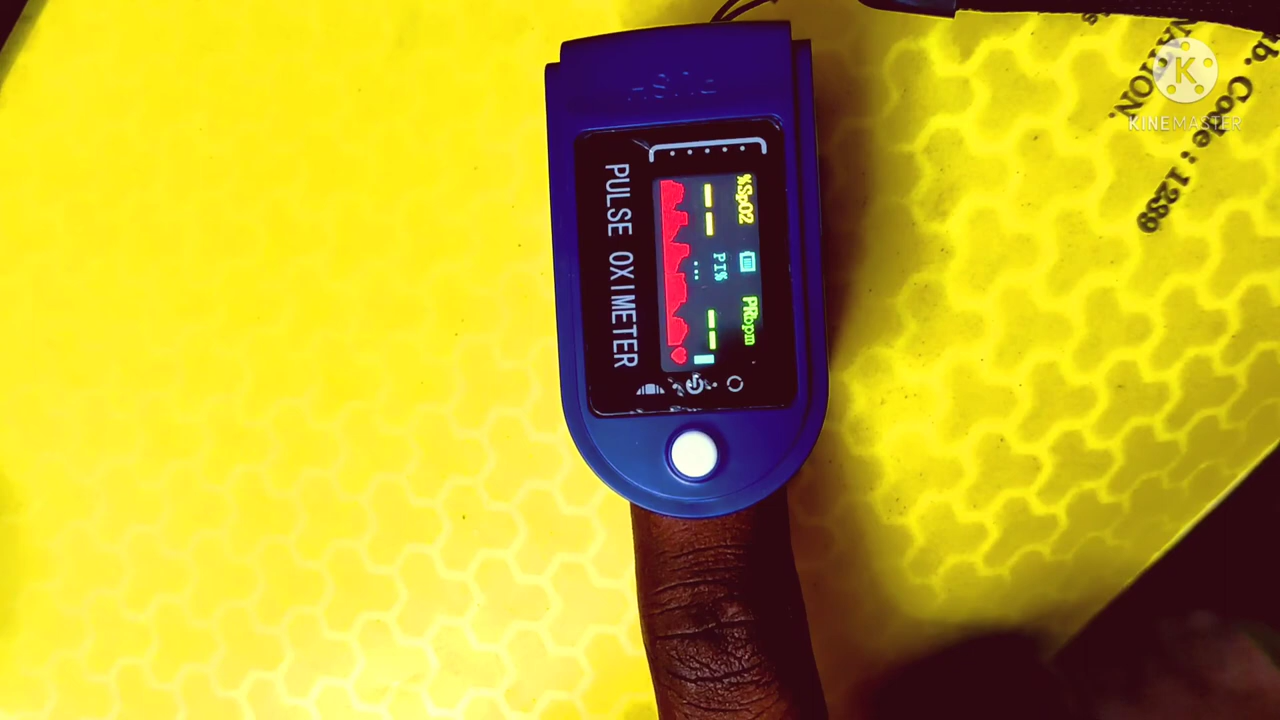 %SpO2 PRbpm
-- PI% --
...
PULSE OXIMETER
b. Code : 1289
NATION.
K
KINEMASTER